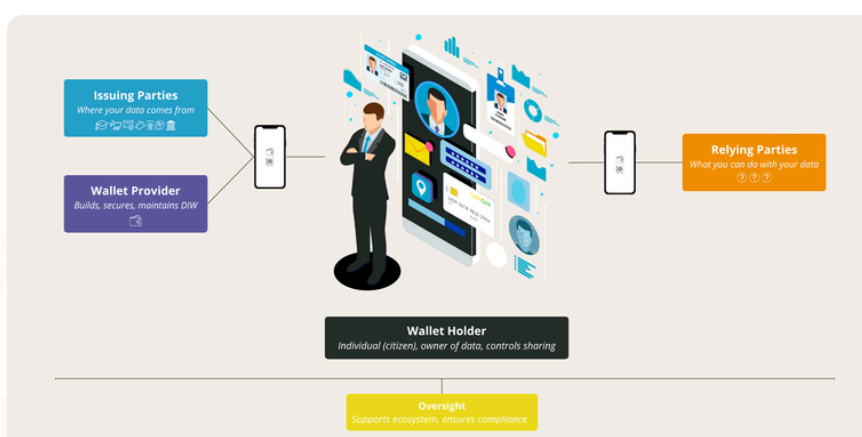 Issuing Parties
Where your data comes from
Wallet Provider
Builds, secures, maintains DIW
Relying Parties
What you can do with your data
Wallet Holder
Individual (citizen), owner of data, controls sharing
Oversight
Supports ecosystem, ensures compliance